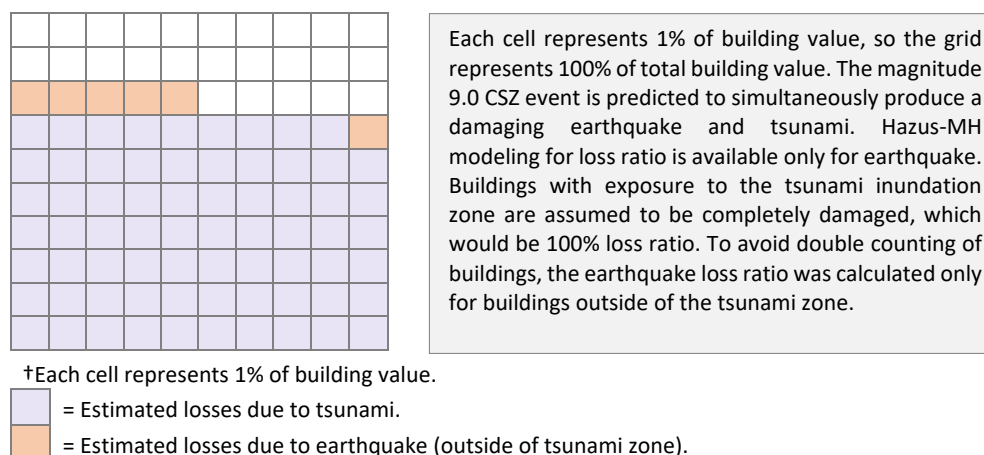 Each cell represents 1% of building value, so the grid
represents 100% of total building value. The magnitude
9.0 CSZ event is predicted to simultaneously produce a
damaging earthquake and tsunami. Hazus-MH
modeling for loss ratio is available only for earthquake.
Buildings with exposure to the tsunami inundation
zone are assumed to be completely damaged, which
would be 100% loss ratio. To avoid double counting of
buildings, the earthquake loss ratio was calculated only
for buildings outside of the tsunami zone.
†Each cell represents 1% of building value.
= Estimated losses due to tsunami.
= Estimated losses due to earthquake (outside of tsunami zone).